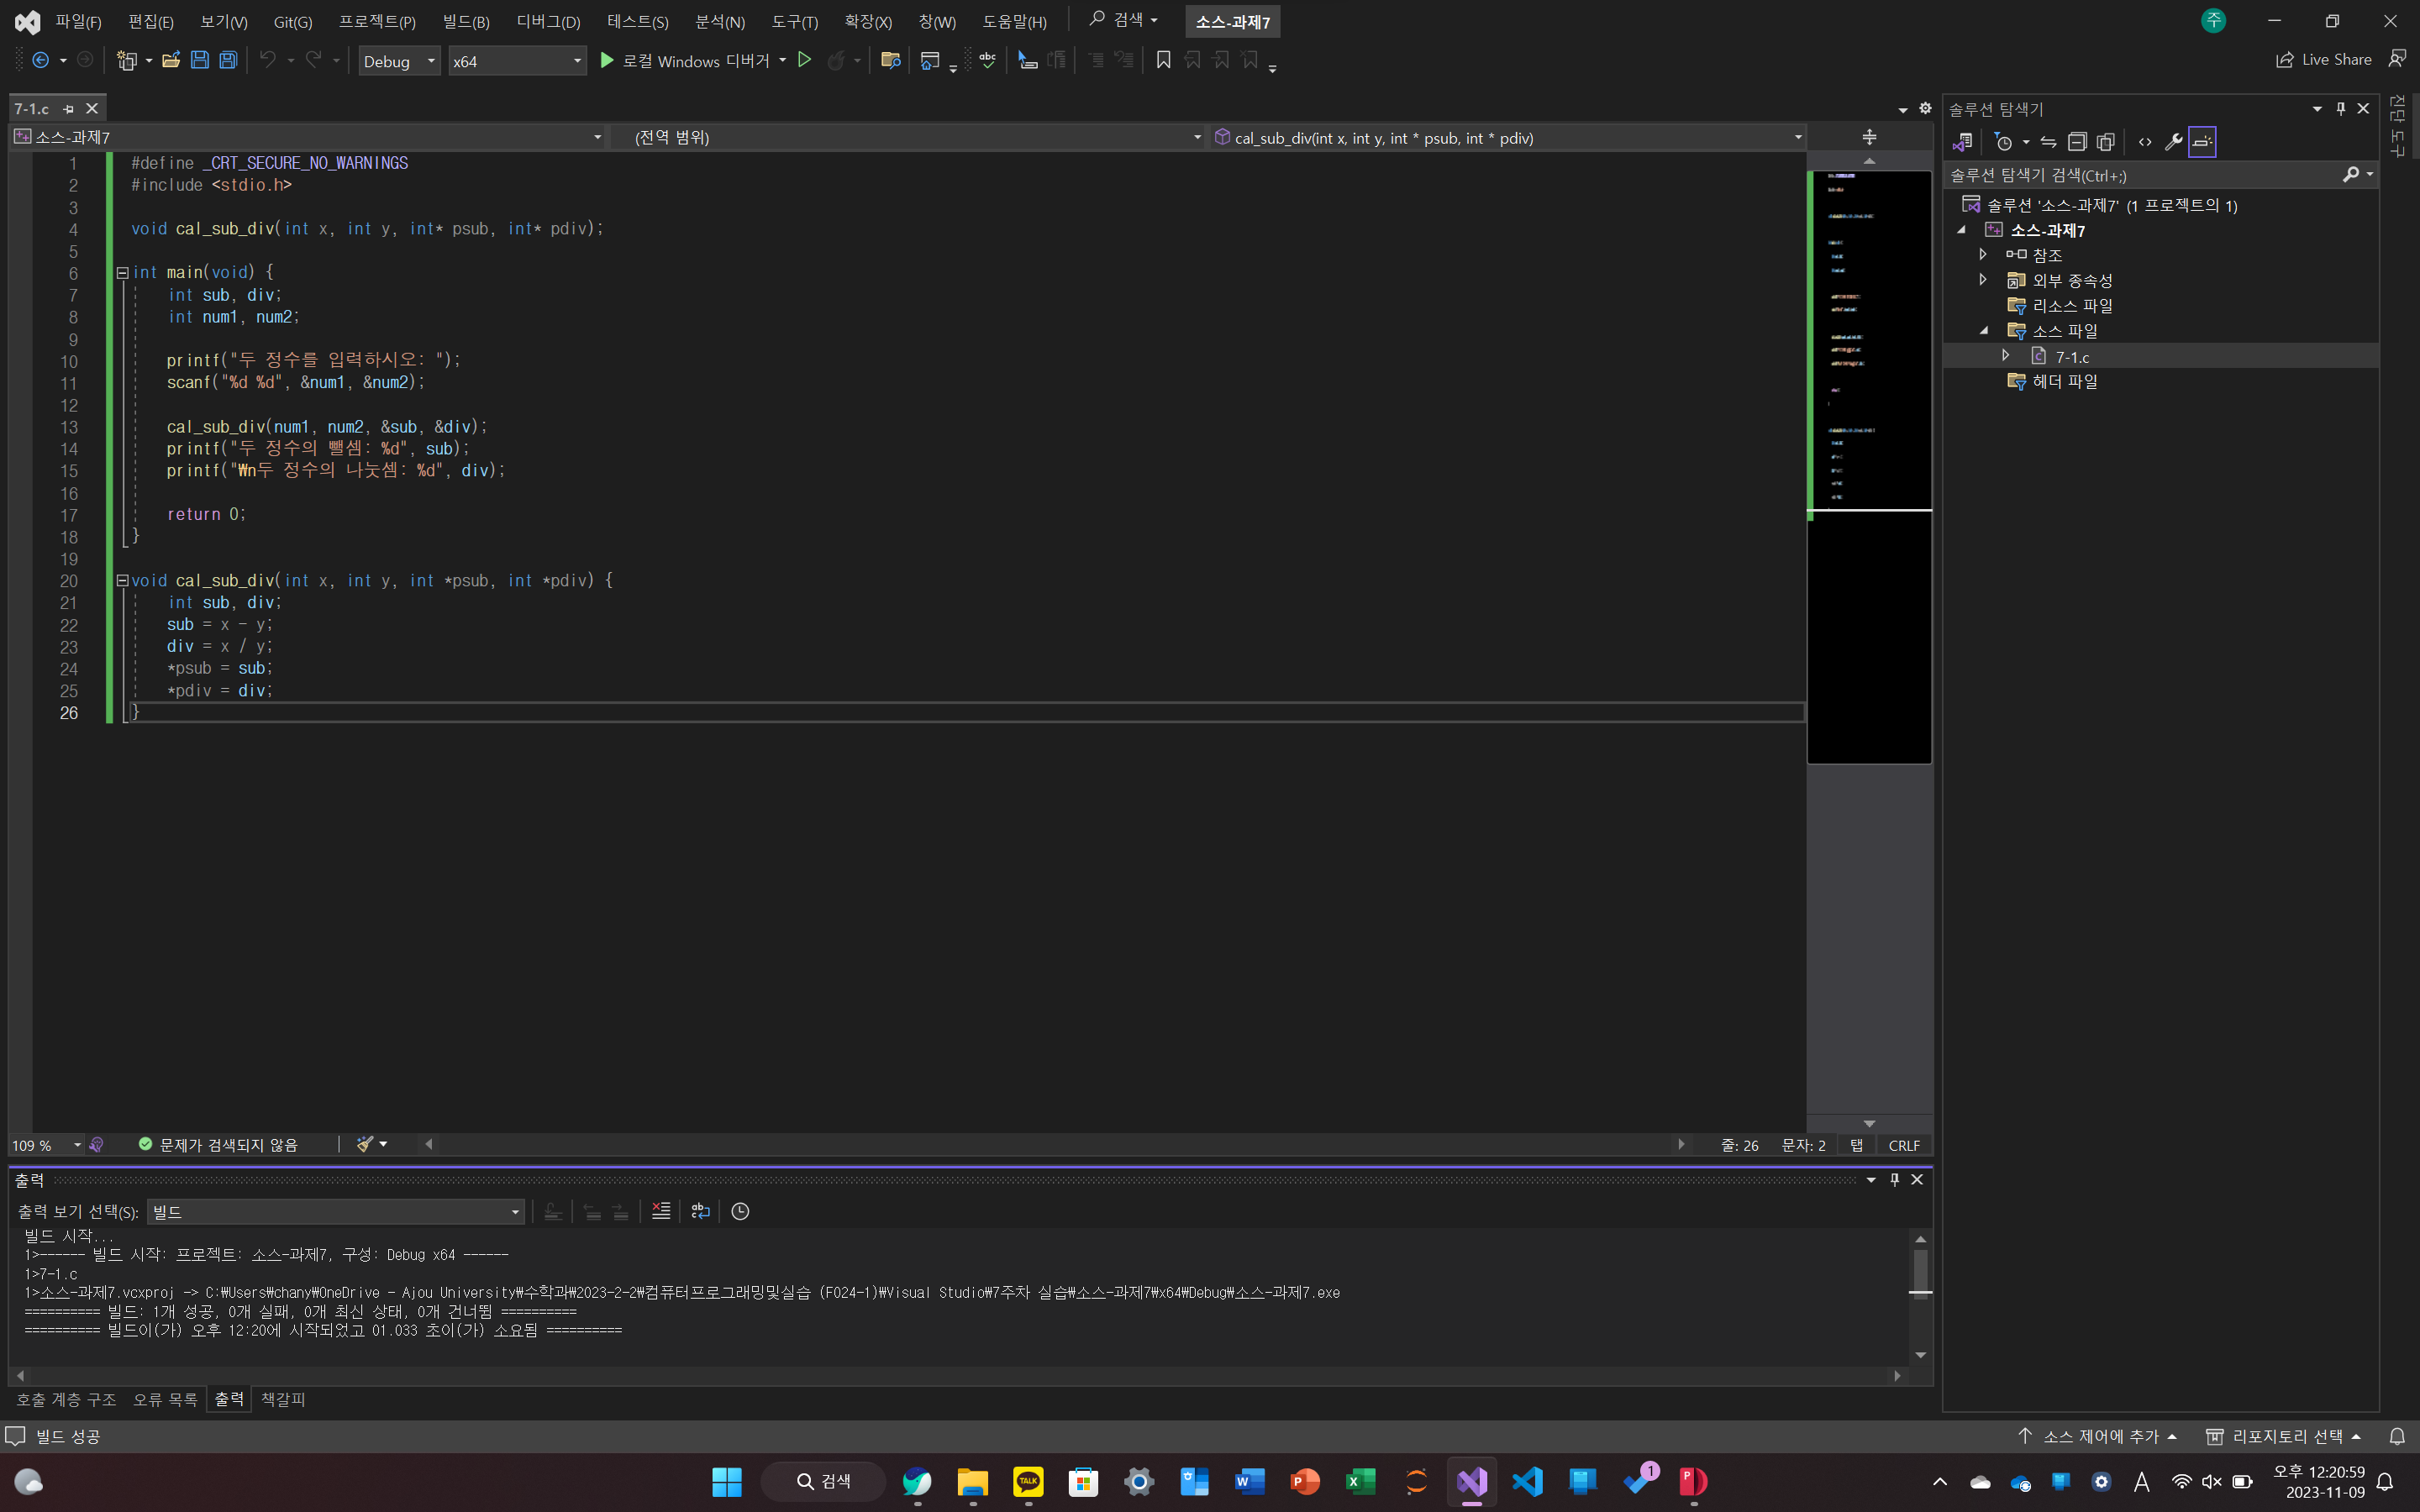 파일(F) 편집(E) 보기(V) Git(G) 프로젝트(P) 빌드(B) 디버그(D) 테스트(S) 분석(N) 도구(T) 확장(X) 창(W) 도움말(H) 검색 소스-과제7 주
Debug x64 로컬 Windows 디버거 Live Share
7-1.c
소스-과제7 (전역 범위) cal_sub_div(int x, int y, int * psub, int * pdiv)
1 #define _CRT_SECURE_NO_WARNINGS
2 #include <stdio.h>
3
4 void cal_sub_div(int x, int y, int* psub, int* pdiv);
5
6 int main(void) {
7 int sub, div;
8 int num1, num2;
9
10 printf("두 정수를 입력하시오: ");
11 scanf("%d %d", &num1, &num2);
12
13 cal_sub_div(num1, num2, &sub, &div);
14 printf("두 정수의 뺄셈: %d", sub);
15 printf("₩n두 정수의 나눗셈: %d", div);
16
17 return 0;
18 }
19
20 void cal_sub_div(int x, int y, int *psub, int *pdiv) {
21 int sub, div;
22 sub = x - y;
23 div = x / y;
24 *psub = sub;
25 *pdiv = div;
26 }
109 % 문제가 검색되지 않음 줄: 26 문자: 2 탭 CRLF
출력
출력 보기 선택(S): 빌드
빌드 시작...
1>------ 빌드 시작: 프로젝트: 소스-과제7, 구성: Debug x64 ------
1>7-1.c
1>소스-과제7.vcxproj -> C:₩Users₩chany₩OneDrive - Ajou University₩수학과₩2023-2-2₩컴퓨터프로그래밍및실습 (F024-1)₩Visual Studio₩7주차 실습₩소스-과제7₩x64₩Debug₩소스-과제7.exe
========== 빌드: 1개 성공, 0개 실패, 0개 최신 상태, 0개 건너뜀 ==========
========== 빌드이(가) 오후 12:20에 시작되었고 01.033 초이(가) 소요됨 ==========
호출 계층 구조 오류 목록 출력 책갈피
솔루션 탐색기
솔루션 탐색기 검색(Ctrl+;)
솔루션 '소스-과제7' (1 프로젝트의 1)
소스-과제7
참조
외부 종속성
리소스 파일
소스 파일
7-1.c
헤더 파일
진단 도구
빌드 성공 소스 제어에 추가 리포지토리 선택
검색 TALK 1 A 오후 12:20:59
2023-11-09